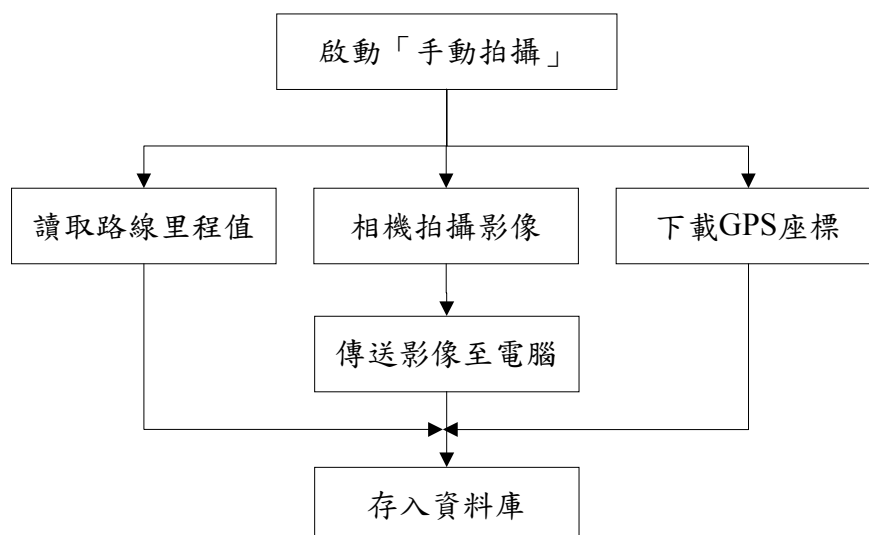 啟動「手動拍攝」
讀取路線里程值
相機拍攝影像
下載GPS座標
傳送影像至電腦
存入資料庫